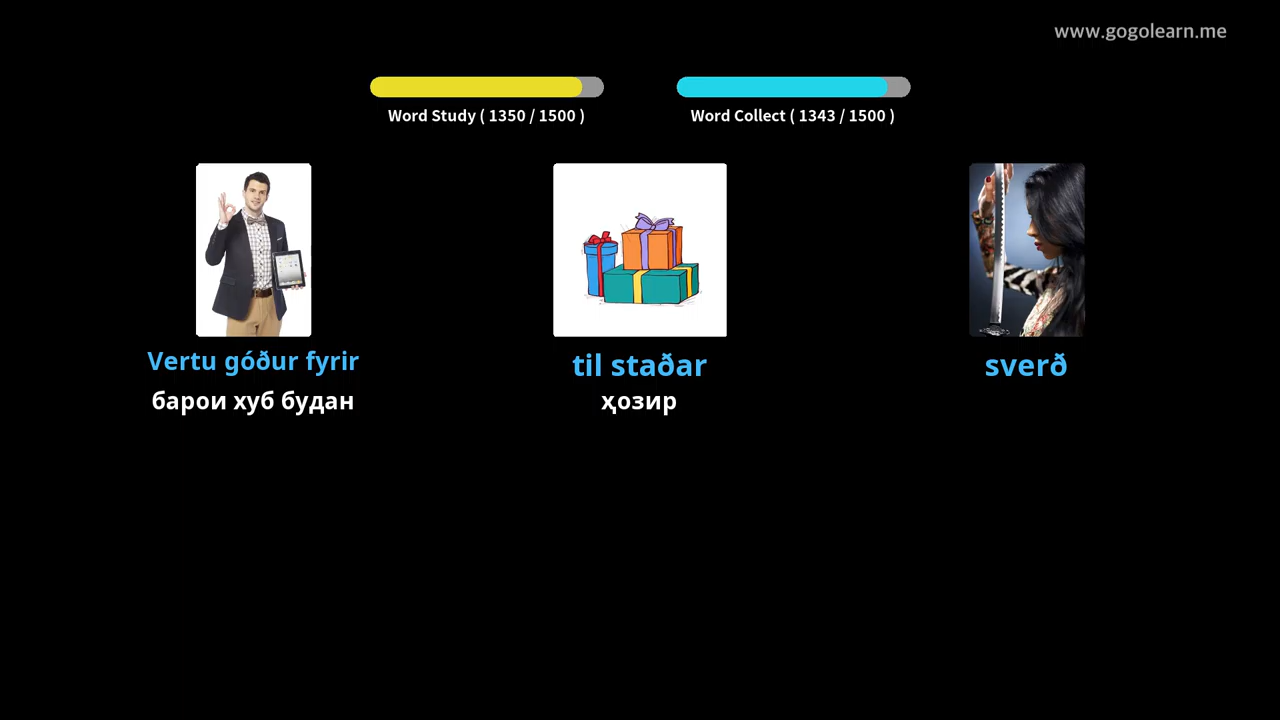 www.gogolearn.me
Word Study ( 1350 / 1500 )
Word Collect ( 1343 / 1500 )
Vertu góður fyrir
барои хуб будан
til staðar
ҳозир
sverð